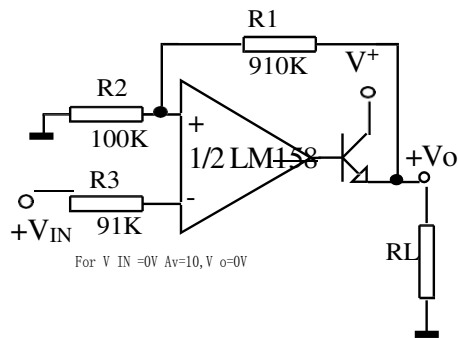 R1
910K
V+
R2
100K
+
1/2 LM158
+Vo
R3
-
91K
+VIN
RL
For V IN =0V Av=10,V o=0V